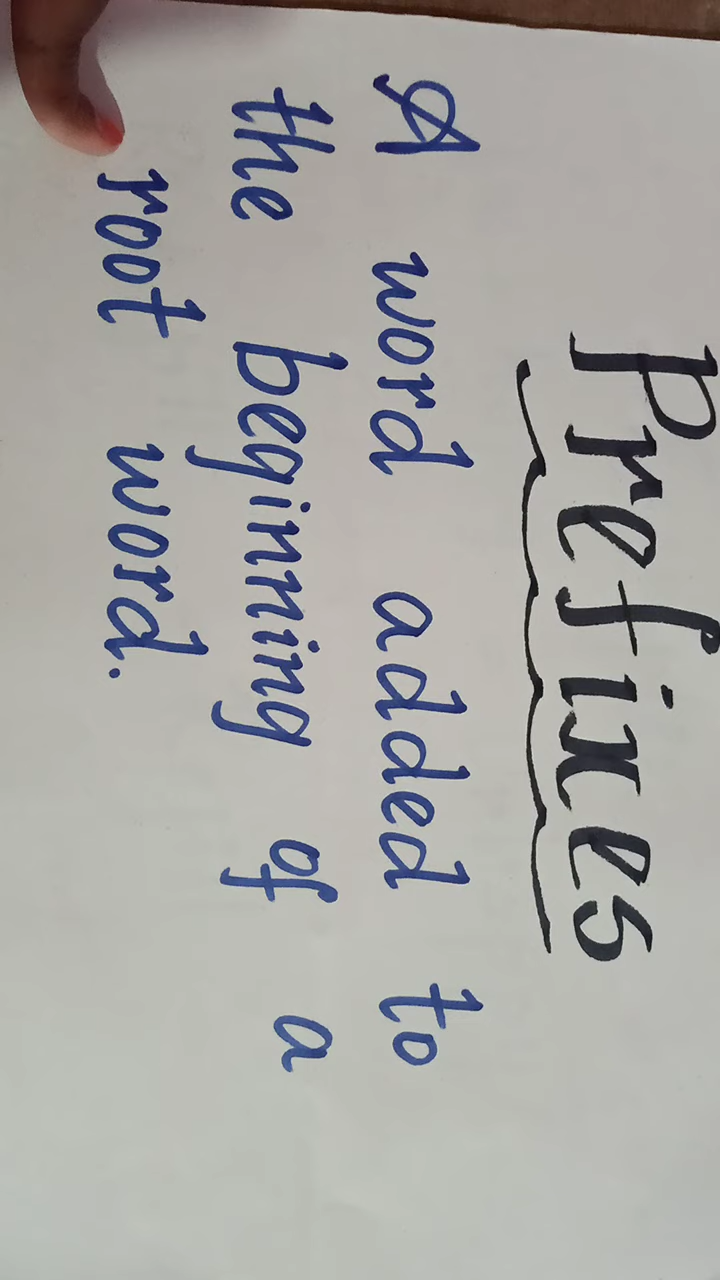 Prefixes
A word added to
the beginning of a
root word.